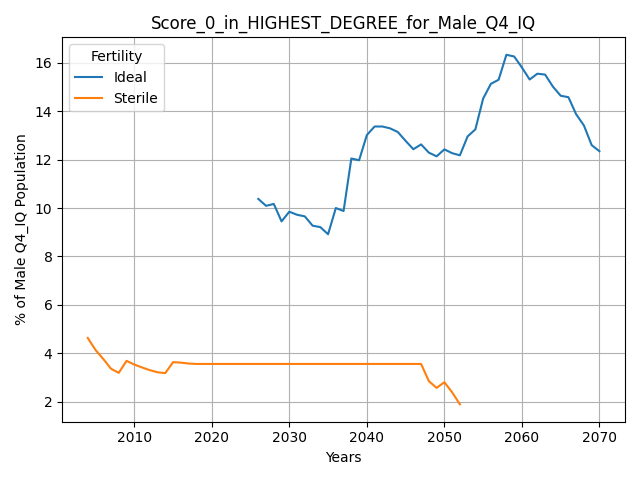 Score_0_in_HIGHEST_DEGREE_for_Male_Q4_IQ
Fertility
Ideal
Sterile
% of Male Q4_IQ Population
16
14
12
10
8
6
4
2
2010 2020 2030 2040 2050 2060 2070
Years